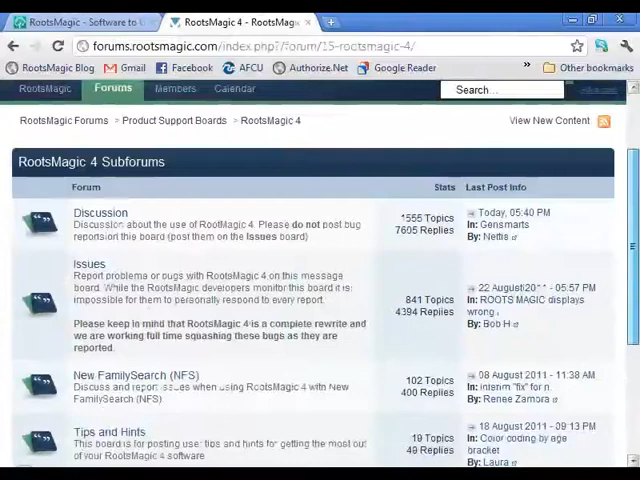 RootsMagic - Software to
RootsMagic 4 - RootsMag
forums.rootsmagic.com/index.php?/forum/15-rootsmagic-4/
RootsMagic Blog Gmail Facebook AFCU Authorize.Net Google Reader » Other bookmarks
RootsMagic Forums Members Calendar Search...
RootsMagic Forums > Product Support Boards > RootsMagic 4 View New Content
RootsMagic 4 Subforums
Forum Stats Last Post Info
Discussion
Discussion about the use of RootMagic 4. Please do not post bug
reports on this board (post them on the Issues board)
1555 Topics
7605 Replies
Today, 05:40 PM
In: Gensmarts
By: Nettis
Issues
Report problems or bugs with RootsMagic 4 on this message
board. While the RootsMagic developers monitor this board it is
impossible for them to personally respond to every report.
Please keep in mind that RootsMagic 4 is a complete rewrite and
we are working full time squashing these bugs as they are
reported.
841 Topics
4394 Replies
22 August 2011 - 05:57 PM
In: ROOTS MAGIC displays
wrong
By: Bob H
New FamilySearch (NFS)
Discuss and report issues when using RootsMagic 4 with New
FamilySearch (NFS)
102 Topics
400 Replies
08 August 2011 - 11:38 AM
In: interim "fix" for n
By: Renee Zamora
Tips and Hints
This board is for posting user tips and hints for getting the most out
of your RootsMagic 4 software
19 Topics
49 Replies
18 August 2011 - 09:13 PM
In: Color coding by age
bracket
By: Laura